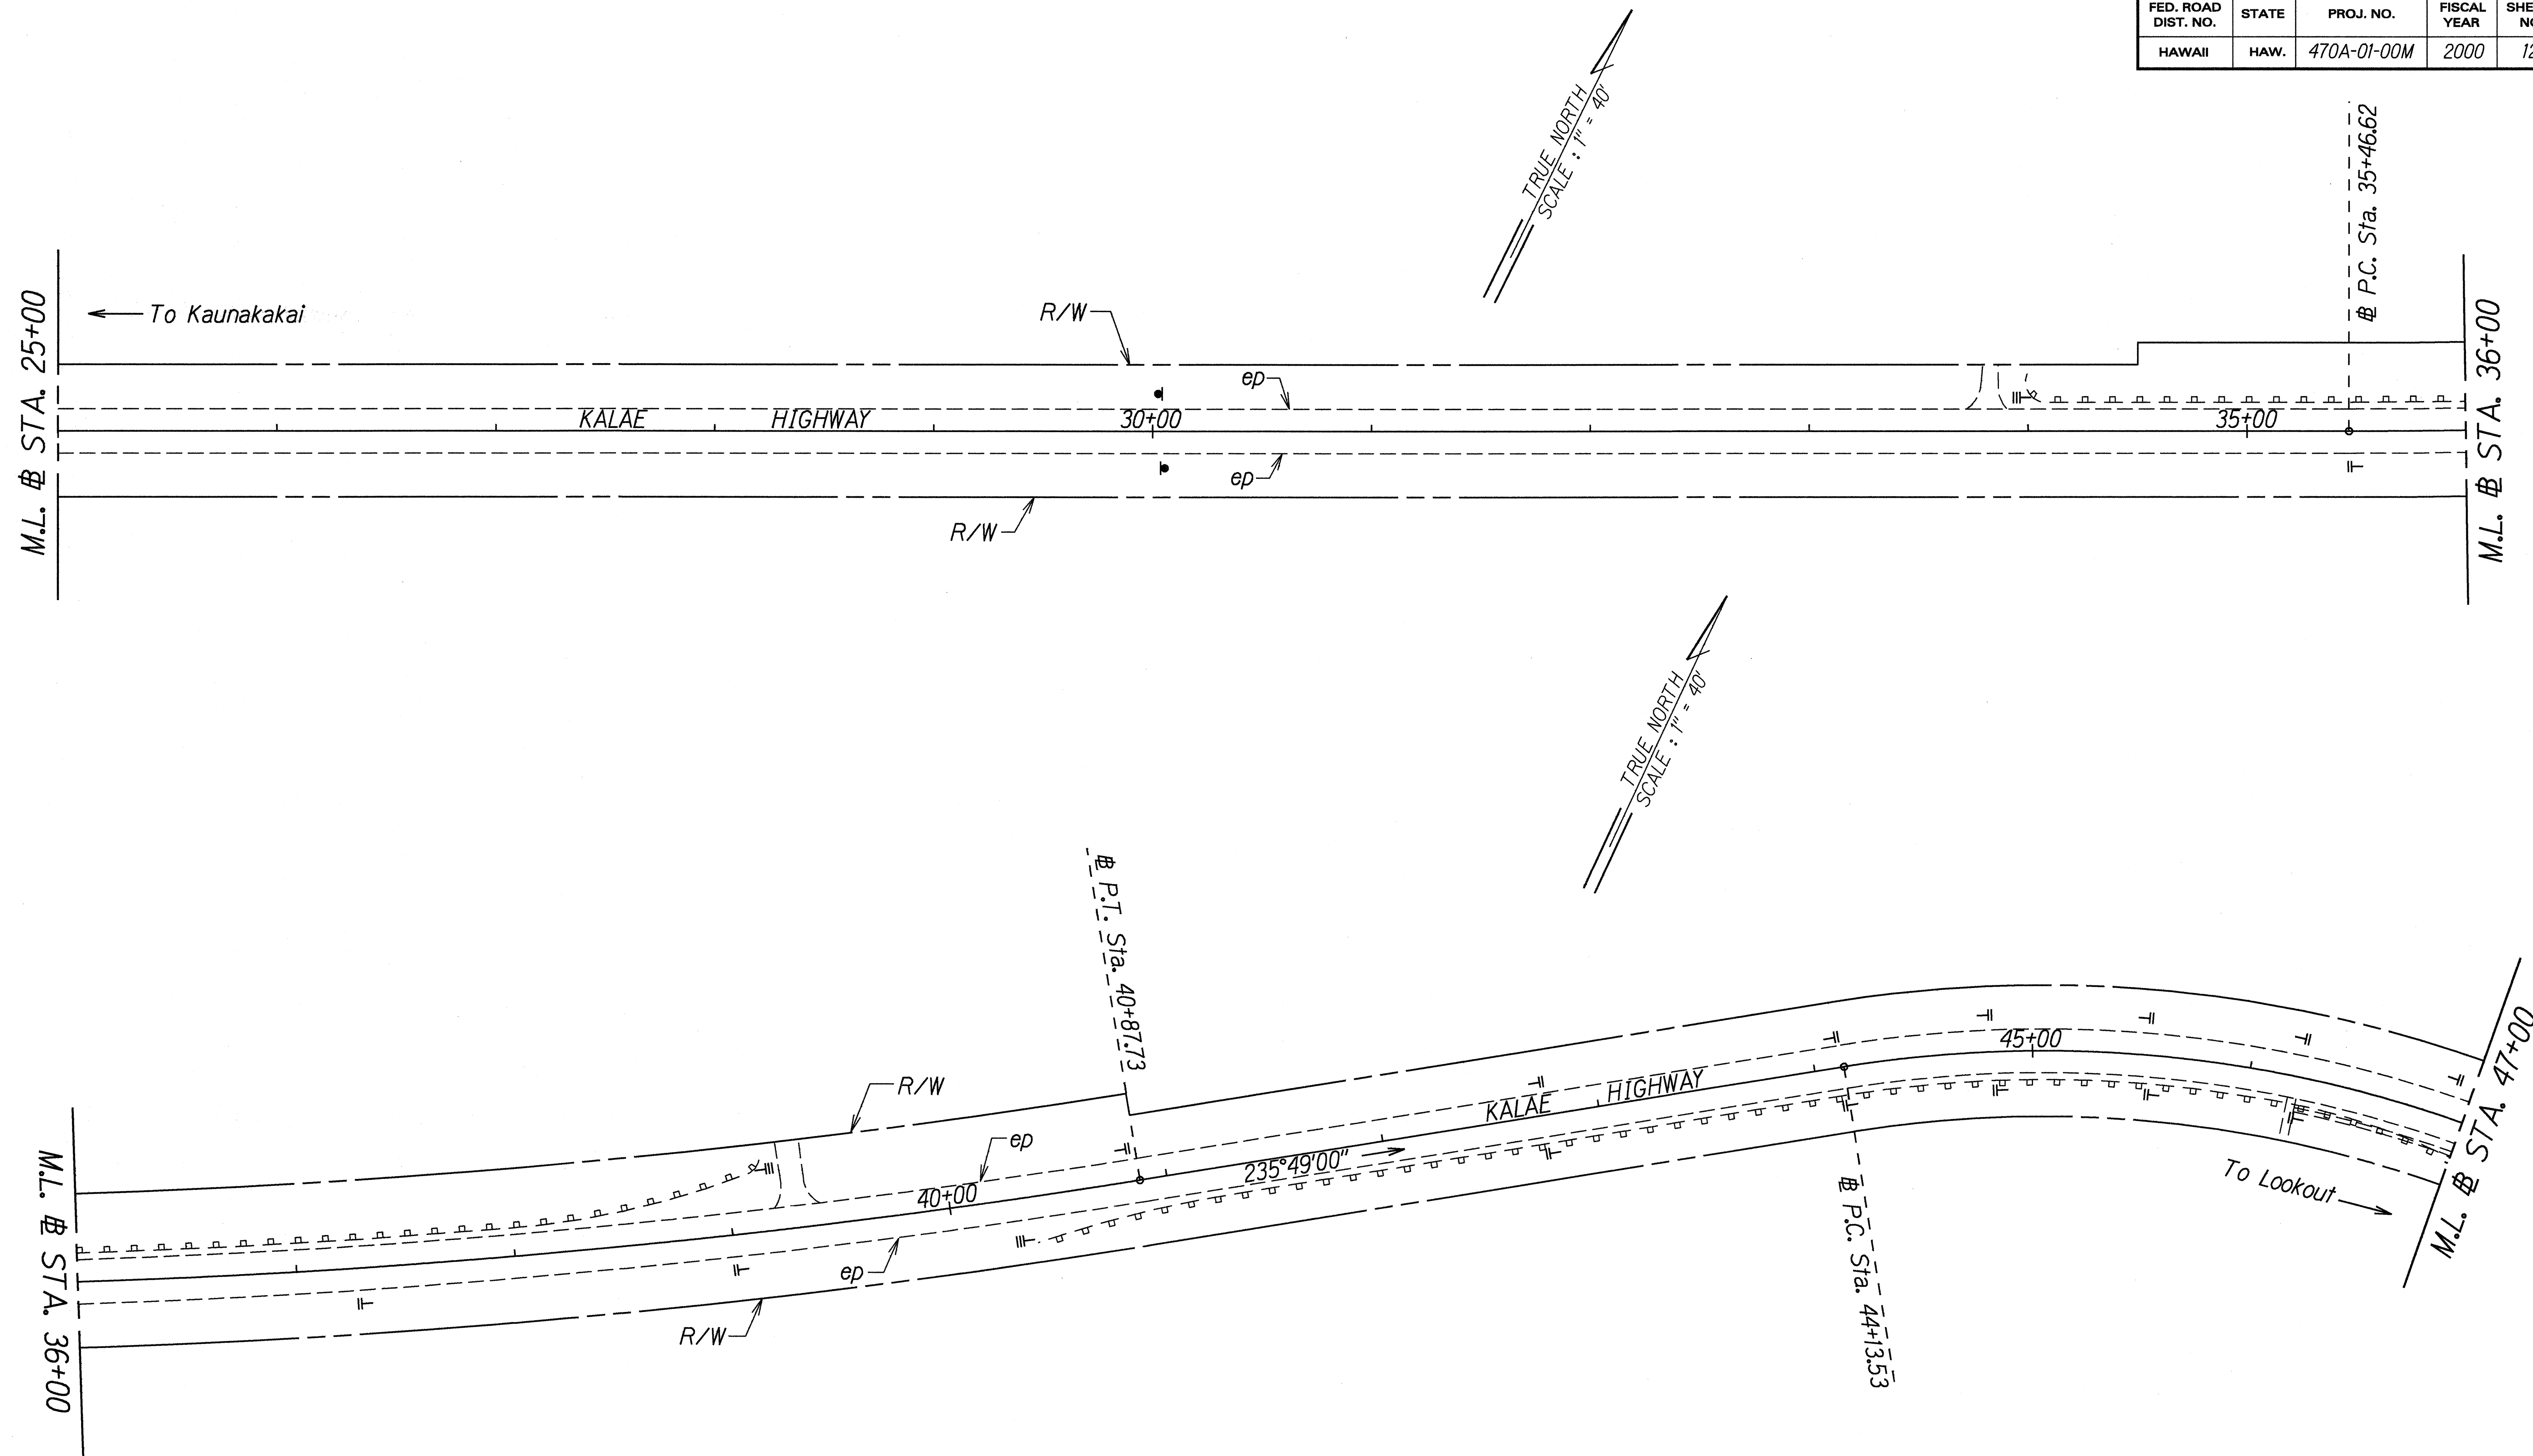 FED. ROAD DIST. NO. STATE PROJ. NO. FISCAL YEAR
HAWAII HAW. 470A-01-00M 2000
TRUE NORTH
SCALE : 1" = 40'
℄ P.C. Sta. 35+46.62
M.L. ℄ STA. 25+00
To Kaunakakai
R/W
ep
KALAE HIGHWAY
30+00
35+00
ep
R/W
M.L. ℄ STA. 36+00
TRUE NORTH
SCALE : 1" = 40'
℄ P.T. Sta. 40+87.73
M.L. ℄ STA. 36+00
R/W
ep
40+00
235°49'00"
KALAE HIGHWAY
45+00
ep
R/W
℄ P.C. Sta. 44+13.53
To Lookout
M.L. ℄ STA. 47+00